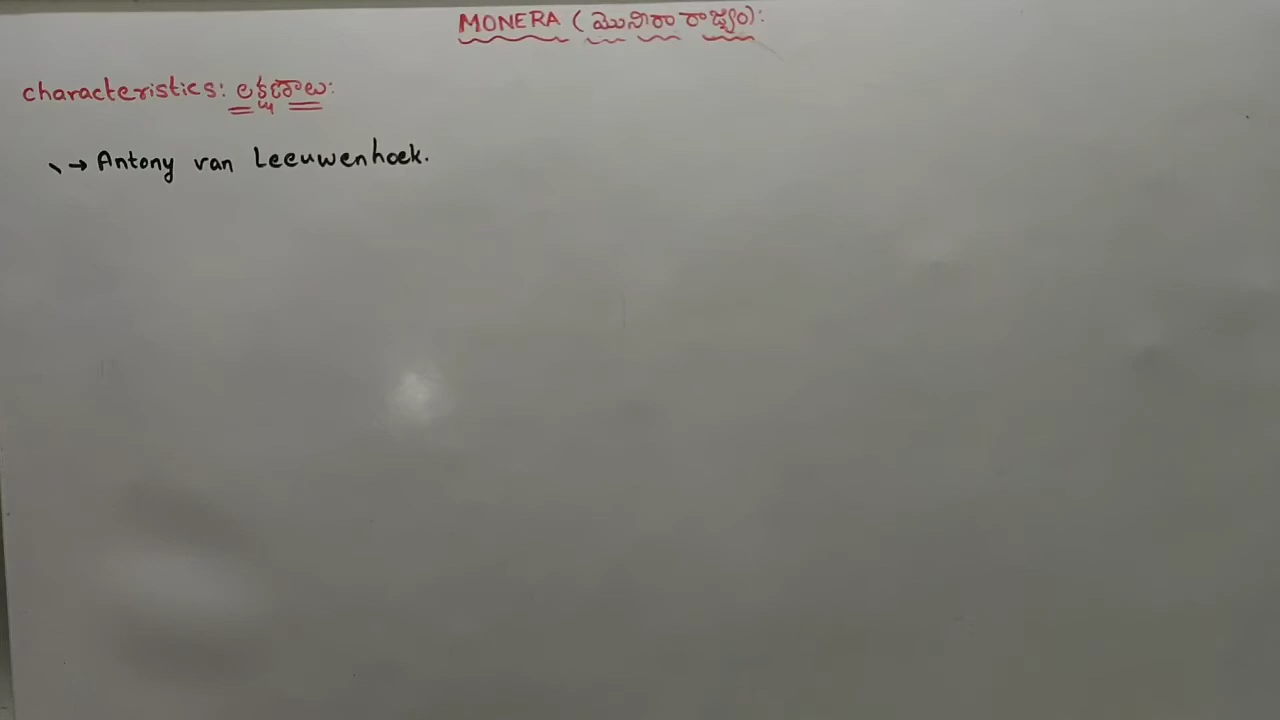 MONERA (మొనిరా రాజ్యం):
characteristics: లక్షణాలు:
→ Antony van Leeuwenhoek.